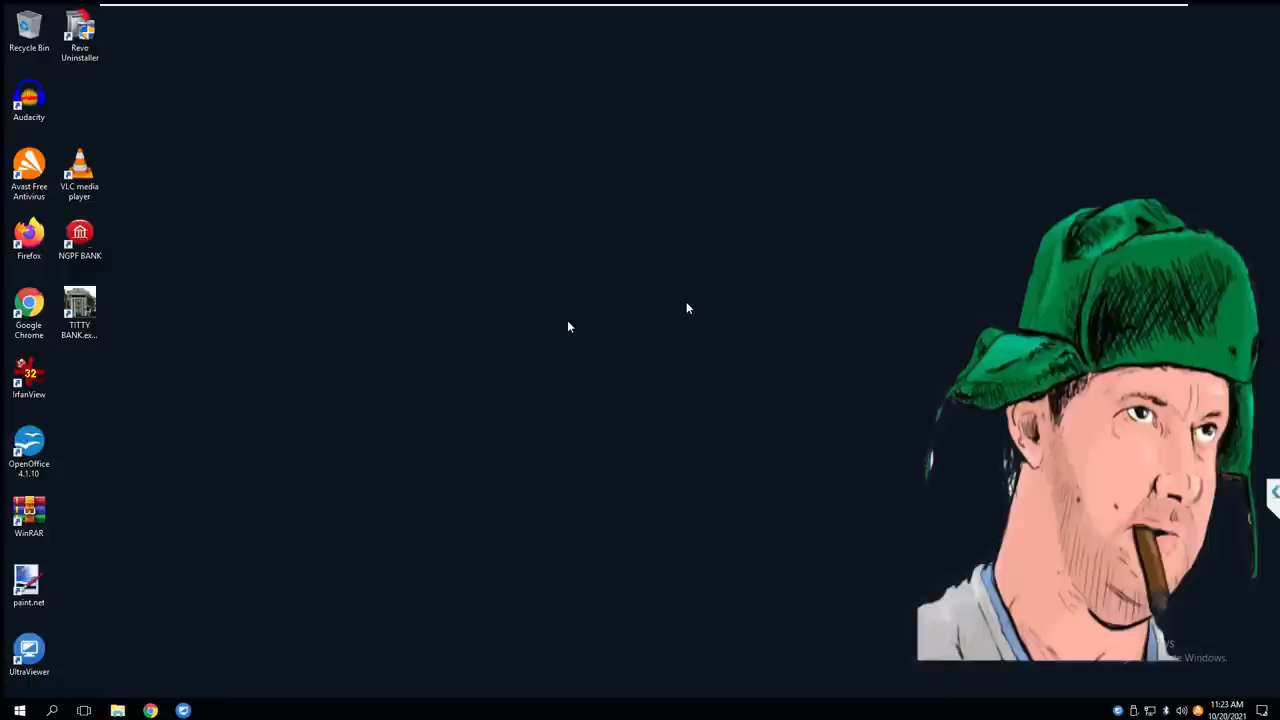 Recycle Bin
Revo
Uninstaller
Audacity
Avast Free
Antivirus
VLC media
player
Firefox
NGPF BANK
Google
Chrome
TITTY
BANK.ex...
32
IrfanView
OpenOffice
4.1.10
WinRAR
paint.net
UltraViewer
Windows.
11:23 AM
10/20/2021